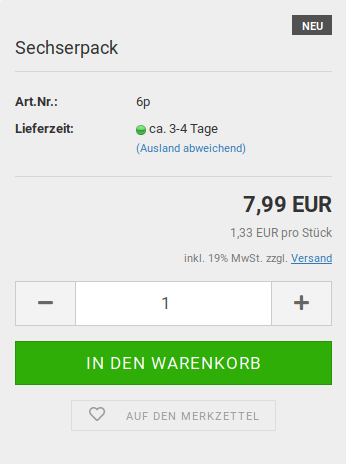 NEU
Sechserpack
Art.Nr.: 6p
Lieferzeit: ca. 3-4 Tage
(Ausland abweichend)
7,99 EUR
1,33 EUR pro Stück
inkl. 19% MwSt. zzgl. Versand
1
IN DEN WARENKORB
AUF DEN MERKZETTEL